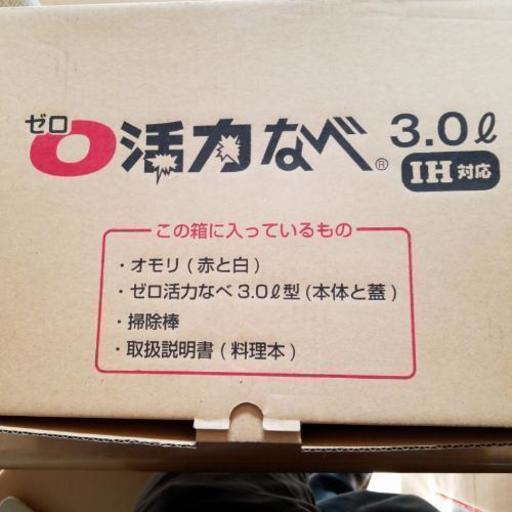 ゼロ
0活力なべ® 3.0ℓ
IH対応
この箱に入っているもの
・オモリ(赤と白)
・ゼロ活力なべ3.0ℓ型(本体と蓋)
・掃除棒
・取扱説明書(料理本)